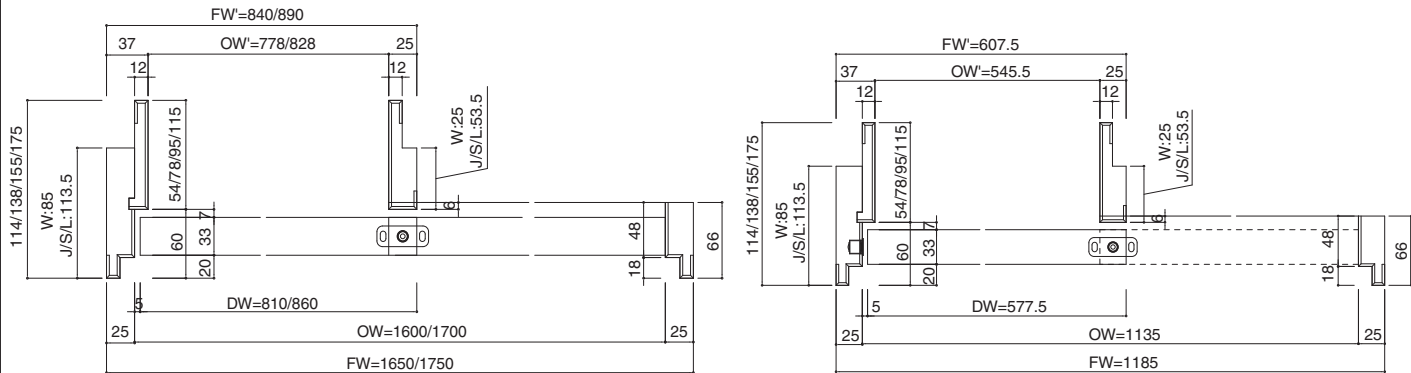 FW'=840/890
37
OW'=778/828
25
12
12
114/138/155/175
W:85
J/S/L:113.5
54/78/95/115
W:25
J/S/L:53.5
6
7
33
60
20
48
18
66
5
DW=810/860
25
OW=1600/1700
25
FW=1650/1750
FW'=607.5
37
OW'=545.5
25
12
12
114/138/155/175
W:85
J/S/L:113.5
54/78/95/115
W:25
J/S/L:53.5
6
7
33
60
20
48
18
66
5
DW=577.5
25
OW=1135
25
FW=1185